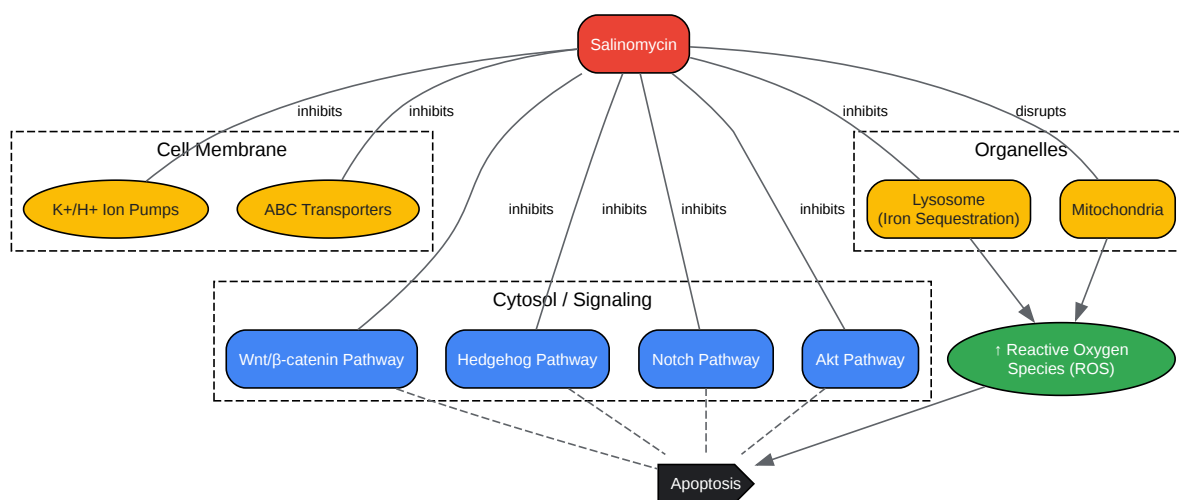 Salinomycin
inhibits
inhibits
inhibits
disrupts
Cell Membrane
Organelles
K+/H+ Ion Pumps
ABC Transporters
Lysosome
(Iron Sequestration)
Mitochondria
inhibits
inhibits
inhibits
inhibits
Cytosol / Signaling
Wnt/β-catenin Pathway
Hedgehog Pathway
Notch Pathway
Akt Pathway
↑ Reactive Oxygen
Species (ROS)
Apoptosis